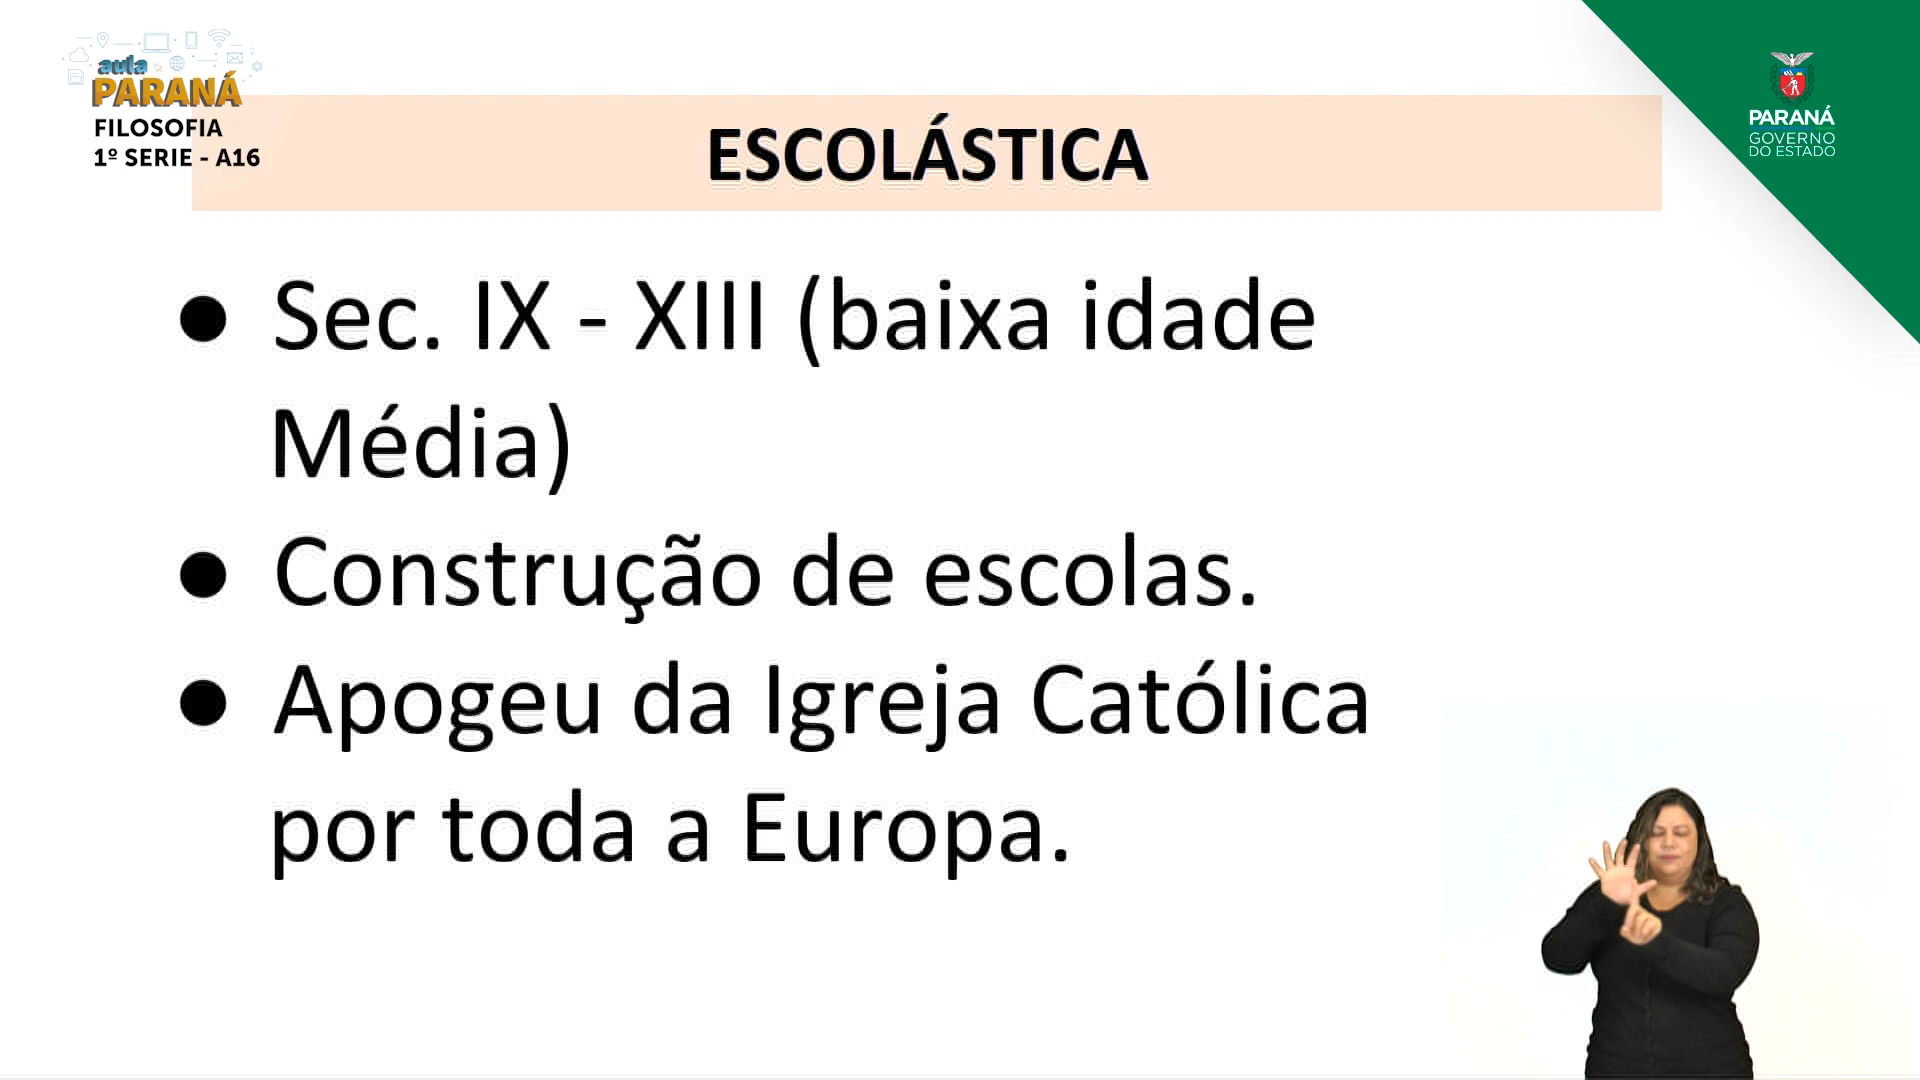 aula
PARANÁ
FILOSOFIA
1º SERIE - A16
ESCOLÁSTICA
PARANÁ
GOVERNO
DO ESTADO
● Sec. IX - XIII (baixa idade
Média)
● Construção de escolas.
● Apogeu da Igreja Católica
por toda a Europa.